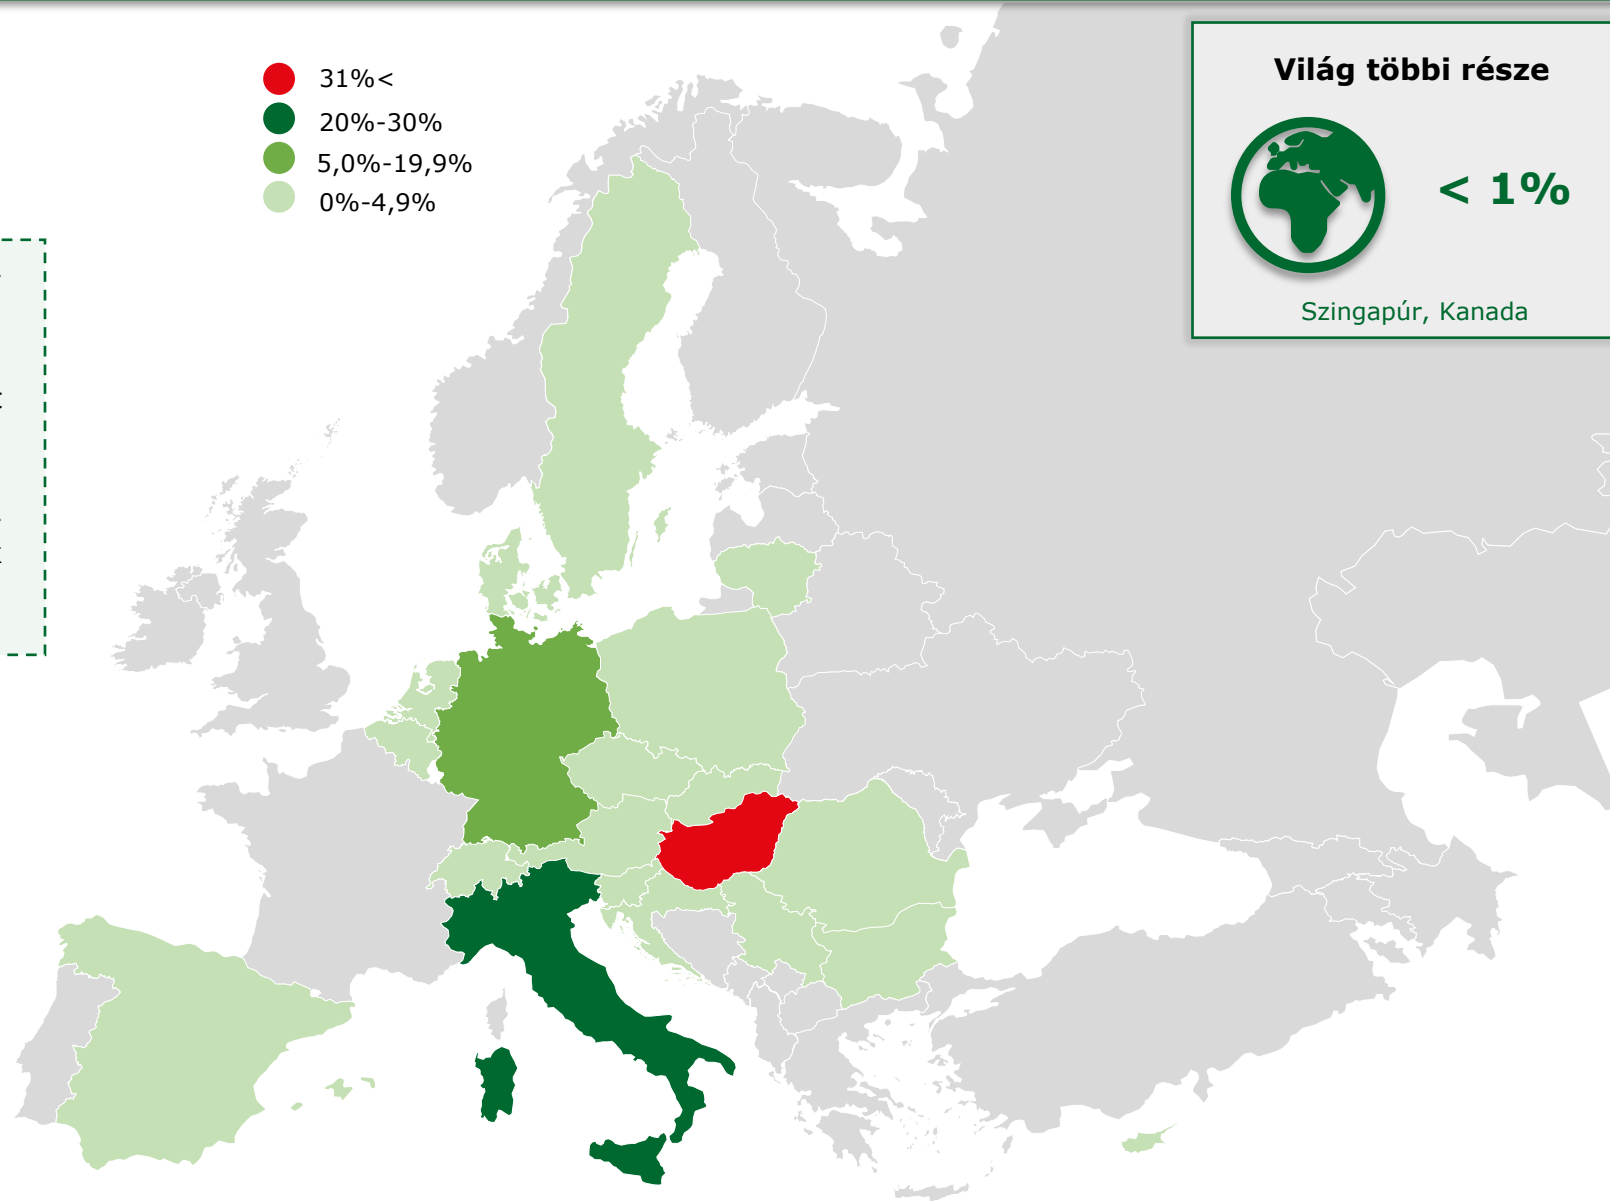 31%<
20%-30%
5,0%-19,9%
0%-4,9%
Világ többi része
< 1%
Szingapúr, Kanada